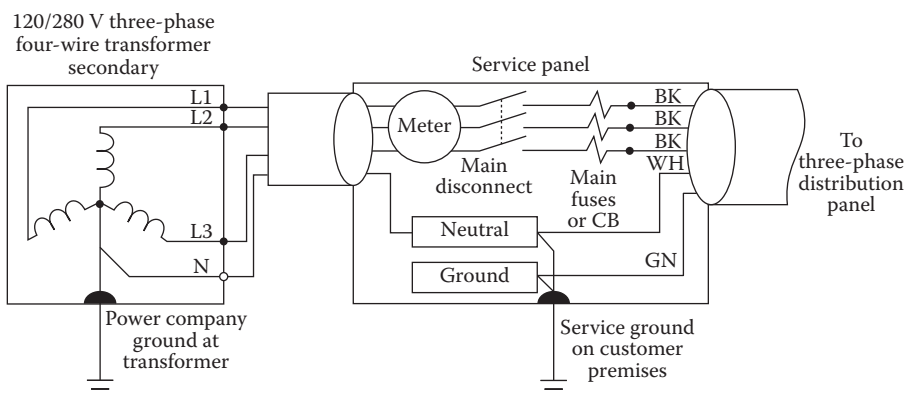 120/280 V three-phase
four-wire transformer
secondary
Service panel
L1
L2
L3
N
Meter
Main
disconnect
Main
fuses
or CB
BK
BK
BK
WH
GN
Neutral
Ground
To
three-phase
distribution
panel
Power company
ground at
transformer
Service ground
on customer
premises